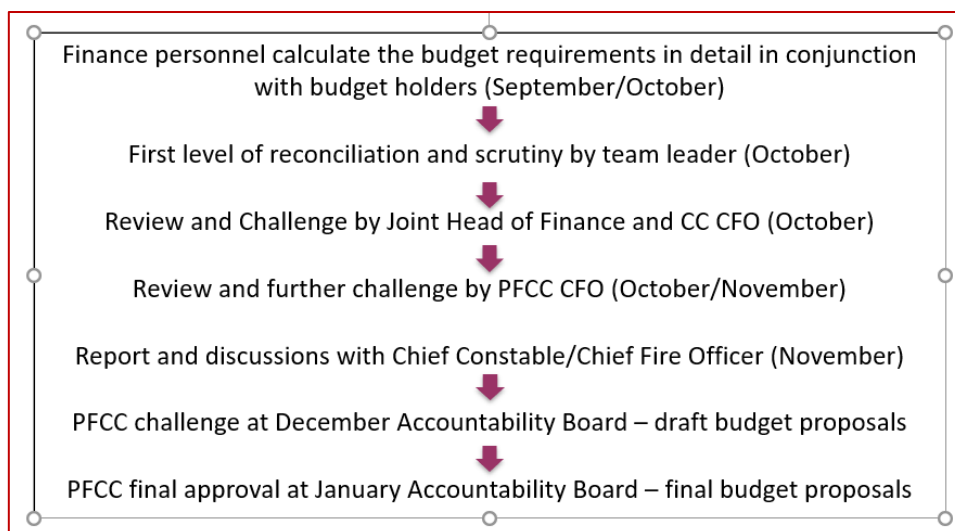 Finance personnel calculate the budget requirements in detail in conjunction
with budget holders (September/October)
First level of reconciliation and scrutiny by team leader (October)
Review and Challenge by Joint Head of Finance and CC CFO (October)
Review and further challenge by PFCC CFO (October/November)
Report and discussions with Chief Constable/Chief Fire Officer (November)
PFCC challenge at December Accountability Board – draft budget proposals
PFCC final approval at January Accountability Board – final budget proposals